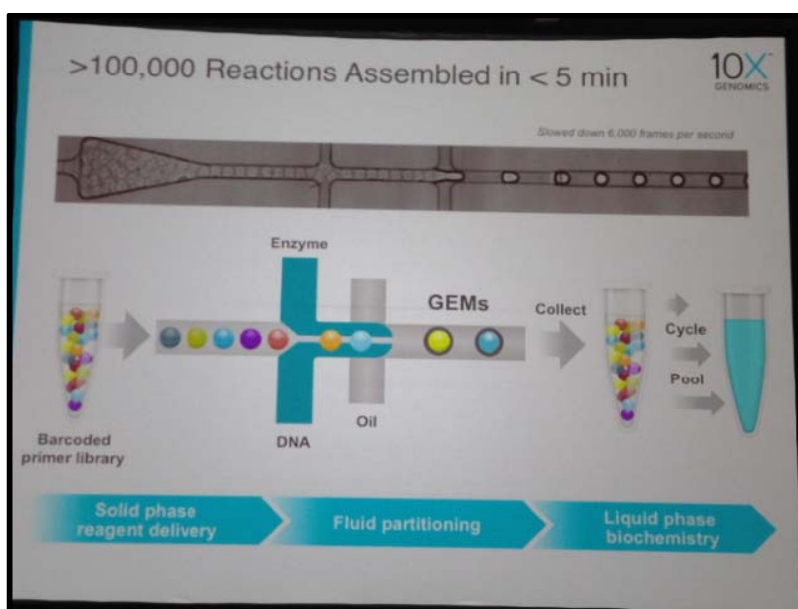 >100,000 Reactions Assembled in < 5 min
10X
GENOMICS
Slowed down 6,000 frames per second
Enzyme
GEMs
Collect
Cycle
Pool
Oil
DNA
Barcoded
primer library
Solid phase
reagent delivery
Fluid partitioning
Liquid phase
biochemistry